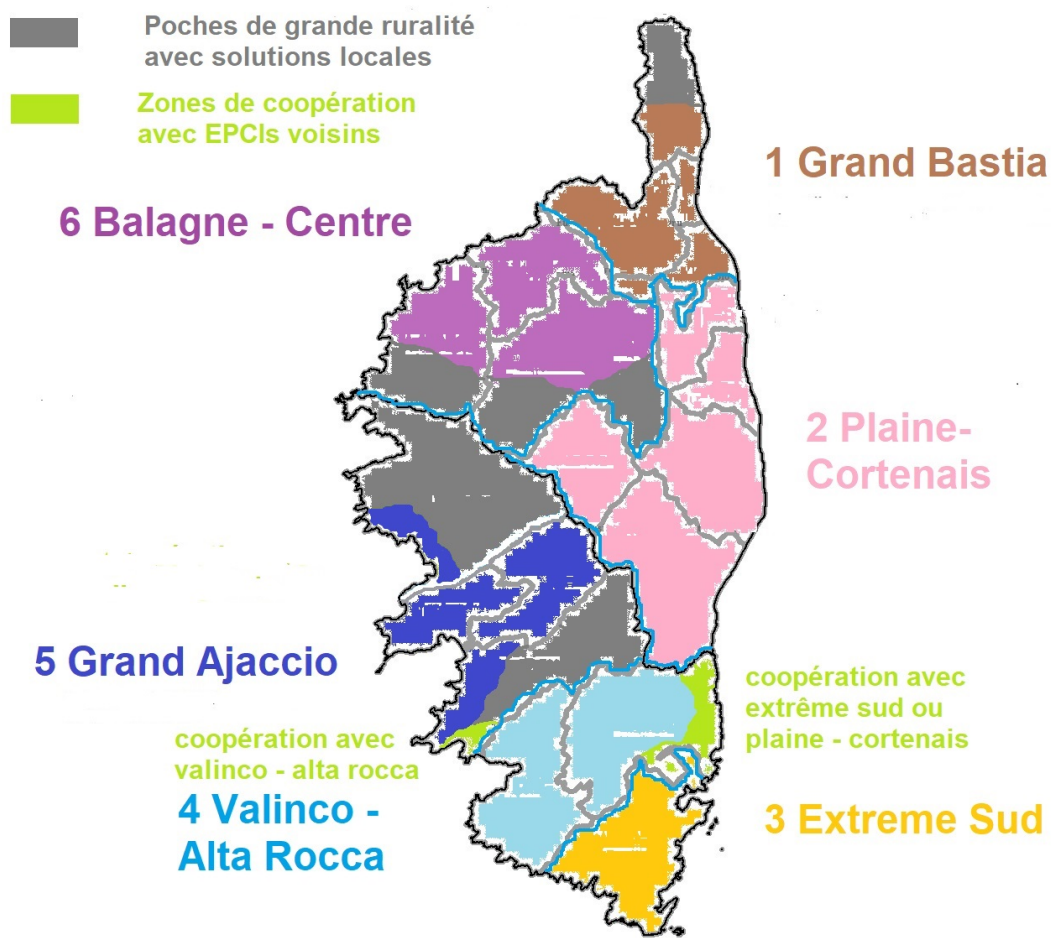 Poches de grande ruralité
avec solutions locales
Zones de coopération
avec EPCIs voisins
1 Grand Bastia
6 Balagne - Centre
2 Plaine-
Cortenais
5 Grand Ajaccio
coopération avec
extrême sud ou
plaine - cortenais
coopération avec
valinco - alta rocca
4 Valinco -
Alta Rocca
3 Extreme Sud